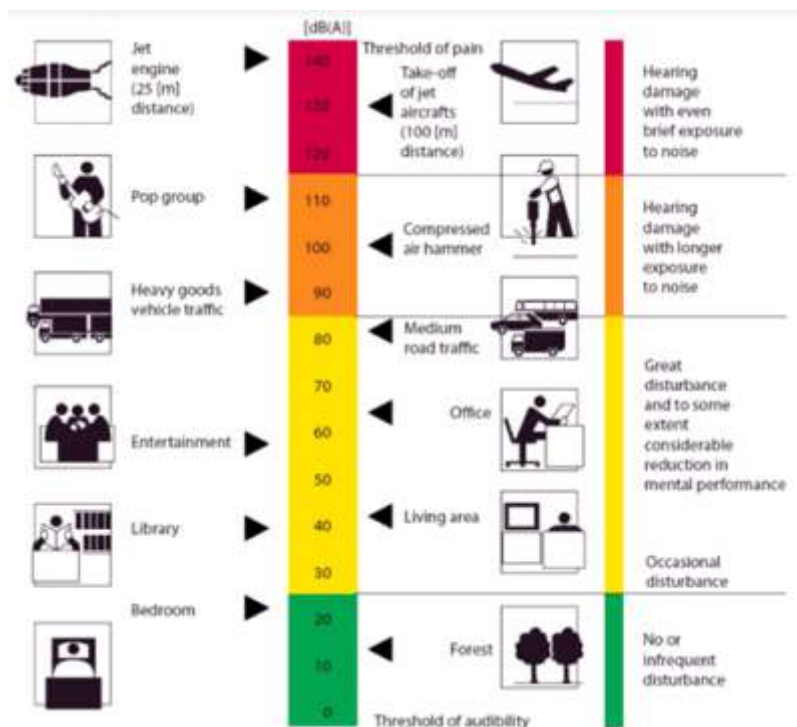 [dB(A)]
Jet
engine
(25 [m]
distance)
Pop group
Heavy goods
vehicle traffic
Entertainment
Library
Bedroom
140
130
120
110
100
90
80
70
60
50
40
30
20
10
0
Threshold of pain
Take-off
of jet
aircrafts
(100 [m]
distance)
Compressed
air hammer
Medium
road traffic
Office
Living area
Forest
Threshold of audibility
Hearing
damage
with even
brief exposure
to noise
Hearing
damage
with longer
exposure
to noise
Great
disturbance
and to some
extent
considerable
reduction in
mental performance
Occasional
disturbance
No or
infrequent
disturbance